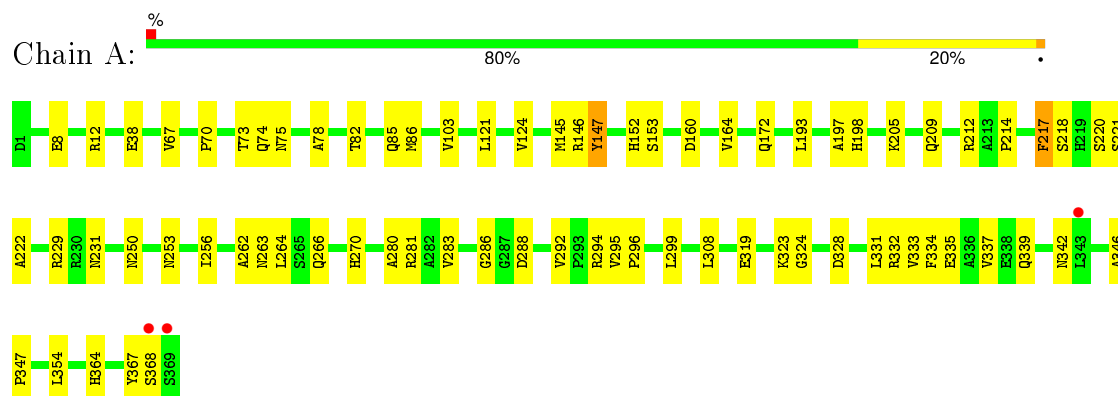 %
Chain A:
80% 20% •
D1 E8 R12 E38 V67 P70 T73 Q74 N75 A78 T82 Q85 M86 V103 L121 V124 M145 R146 Y147 H152 S153 D160 V164 Q172 L193 A197 H198 K205 Q209 R212 A213 P214 F217 S218 H219 S220 S221
A222 R229 R230 N231 N250 N253 I256 A262 N263 L264 S265 Q266 H270 A280 R281 A282 V283 G286 G287 D288 V292 P293 R294 V295 P296 L299 L308 E319 K323 G324 D328 L331 R332 V333 F334 E335 A336 V337 E338 Q339 N342 L343 A346
P347 L354 H364 Y367 S368 S369